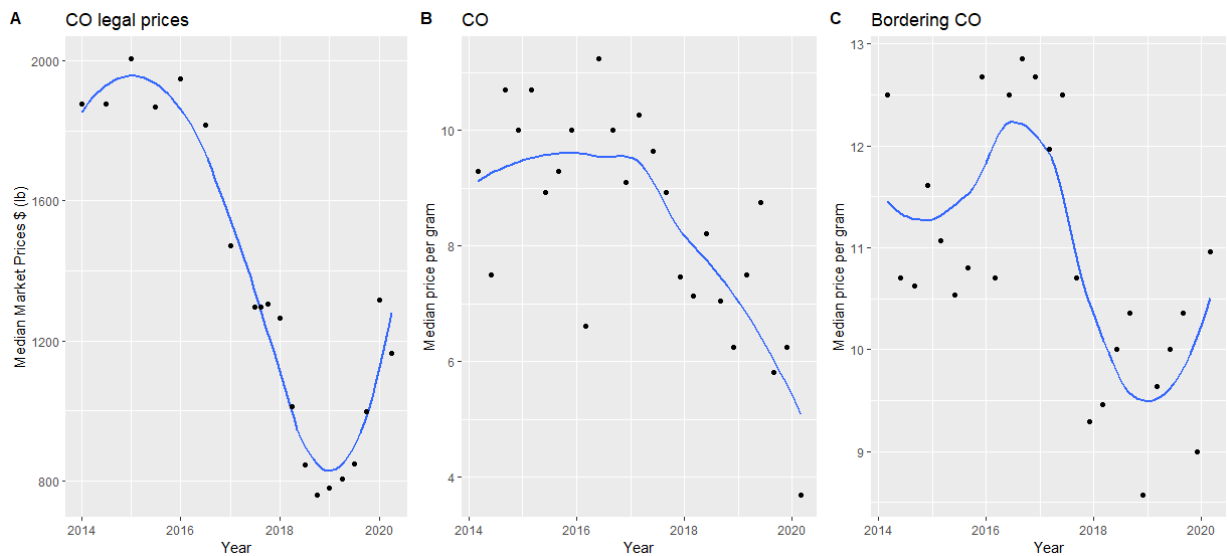 A CO legal prices
Median Market Prices $ (lb)
2000
1600
1200
800
2014 2016 2018 2020
Year
B CO
Median price per gram
10
8
6
4
2014 2016 2018 2020
Year
C Bordering CO
Median price per gram
13
12
11
10
9
2014 2016 2018 2020
Year